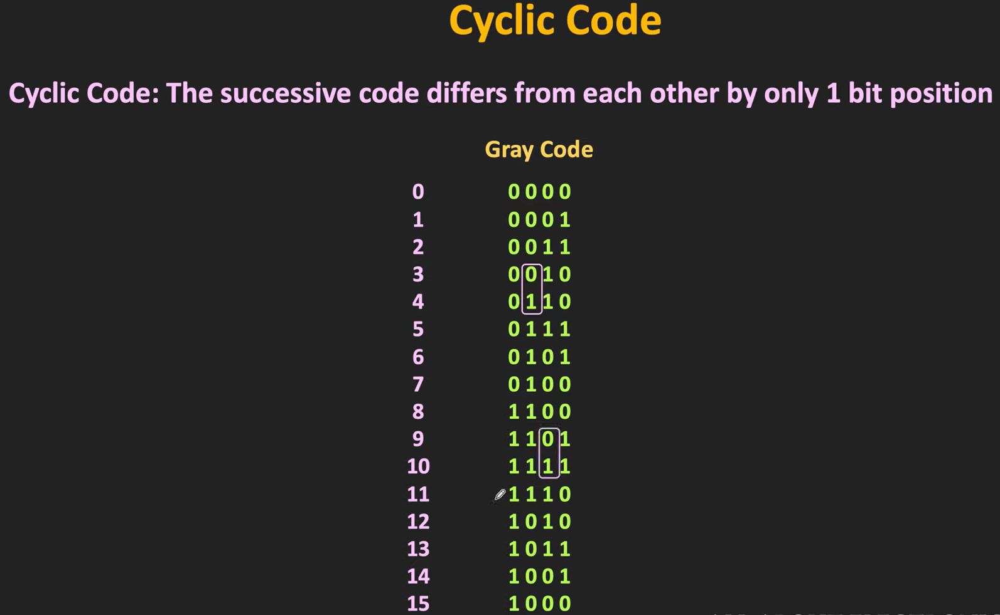 Cyclic Code
Cyclic Code: The successive code differs from each other by only 1 bit position
Gray Code
0 0 0 0 0
1 0 0 0 1
2 0 0 1 1
3 0 0 1 0
4 0 1 1 0
5 0 1 1 1
6 0 1 0 1
7 0 1 0 0
8 1 1 0 0
9 1 1 0 1
10 1 1 1 1
11 1 1 1 0
12 1 0 1 0
13 1 0 1 1
14 1 0 0 1
15 1 0 0 0